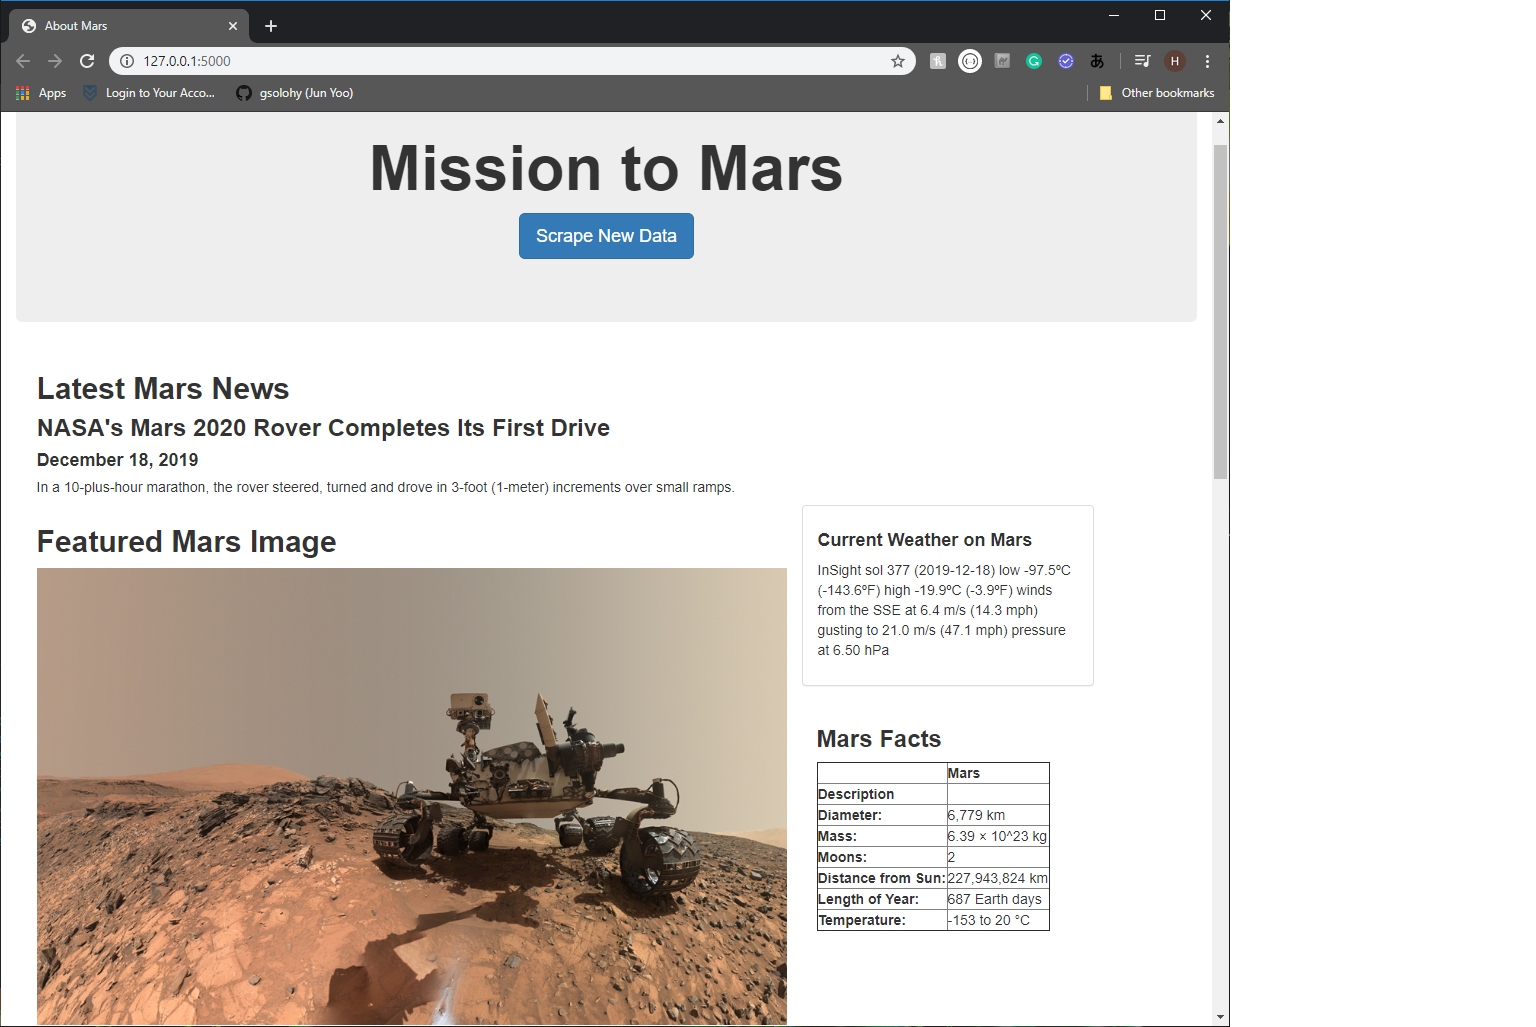 About Mars
127.0.0.1:5000
あ
H
Apps
Login to Your Acco...
gsolohy (Jun Yoo)
Other bookmarks
Mission to Mars
Scrape New Data
Latest Mars News
NASA's Mars 2020 Rover Completes Its First Drive
December 18, 2019
In a 10-plus-hour marathon, the rover steered, turned and drove in 3-foot (1-meter) increments over small ramps.
Featured Mars Image
Current Weather on Mars
InSight sol 377 (2019-12-18) low -97.5ºC
(-143.6ºF) high -19.9ºC (-3.9ºF) winds
from the SSE at 6.4 m/s (14.3 mph)
gusting to 21.0 m/s (47.1 mph) pressure
at 6.50 hPa
Mars Facts
Mars
Description
Diameter: 6,779 km
Mass: 6.39 × 10^23 kg
Moons: 2
Distance from Sun: 227,943,824 km
Length of Year: 687 Earth days
Temperature: -153 to 20 °C